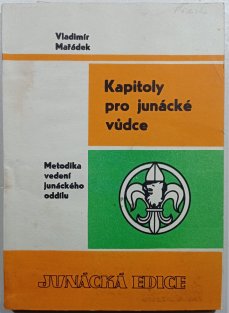 Vladimír
Mařádek
Kapitoly
pro junácké
vůdce
Metodika
vedení
junáckého
oddílu
JUNÁCKÁ EDICE